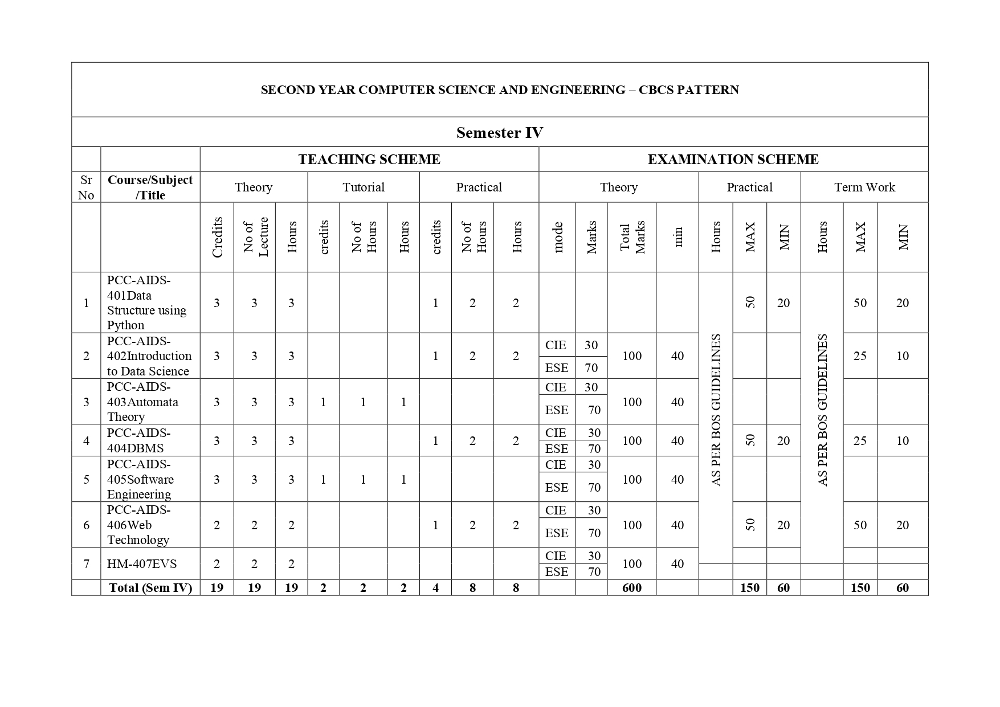 SECOND YEAR COMPUTER SCIENCE AND ENGINEERING – CBCS PATTERN
Semester IV
TEACHING SCHEME EXAMINATION SCHEME
Sr No Course/Subject /Title Theory Tutorial Practical Theory Practical Term Work
Credits No of Lecture Hours credits No of Hours Hours credits No of Hours Hours mode Marks Total Marks min Hours MAX MIN Hours MAX MIN
AS PER BOS GUIDELINES AS PER BOS GUIDELINES
PCC-AIDS-
401Data
1 Structure using 3 3 3 1 2 2 50 20 50 20
Python
PCC-AIDS- CIE 30
2 402Introduction 3 3 3 1 2 2 100 40 25 10
to Data Science ESE 70
PCC-AIDS- CIE 30
3 403Automata 3 3 3 1 1 1 100 40
Theory ESE 70
PCC-AIDS- CIE 30
4 404DBMS 3 3 3 1 2 2 ESE 70 100 40 50 20 25 10
PCC-AIDS- CIE 30
5 405Software 3 3 3 1 1 1 100 40
Engineering ESE 70
PCC-AIDS- CIE 30
6 406Web 2 2 2 1 2 2 100 40 50 20 50 20
Technology ESE 70
CIE 30
7 HM-407EVS 2 2 2 100 40
ESE 70
Total (Sem IV) 19 19 19 2 2 2 4 8 8 600 150 60 150 60